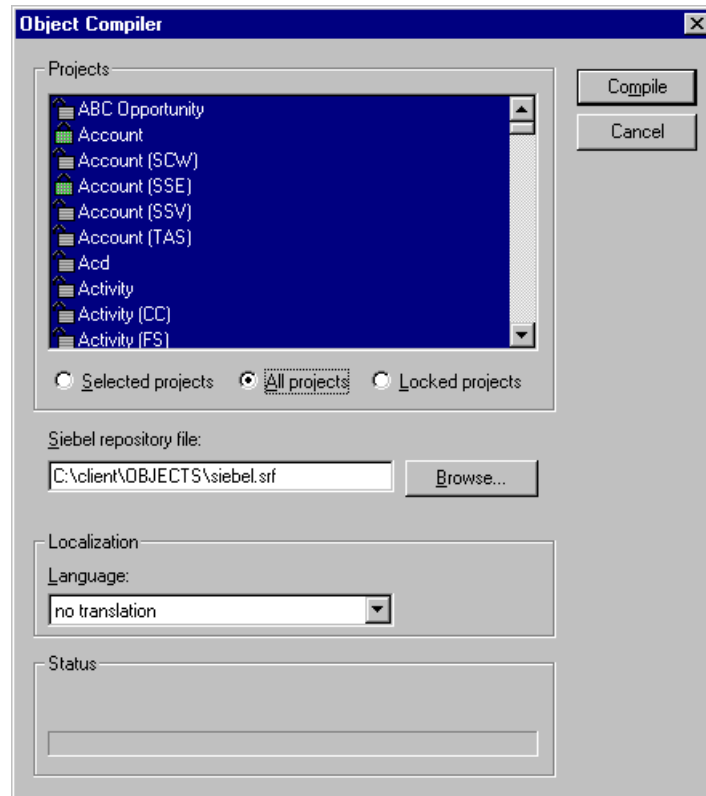 Object Compiler
Projects
ABC Opportunity
Account
Account (SCW)
Account (SSE)
Account (SSV)
Account (TAS)
Acd
Activity
Activity (CC)
Activity (FS)
Selected projects All projects Locked projects
Compile
Cancel
Siebel repository file:
C:\client\OBJECTS\siebel.srf Browse...
Localization
Language:
no translation
Status